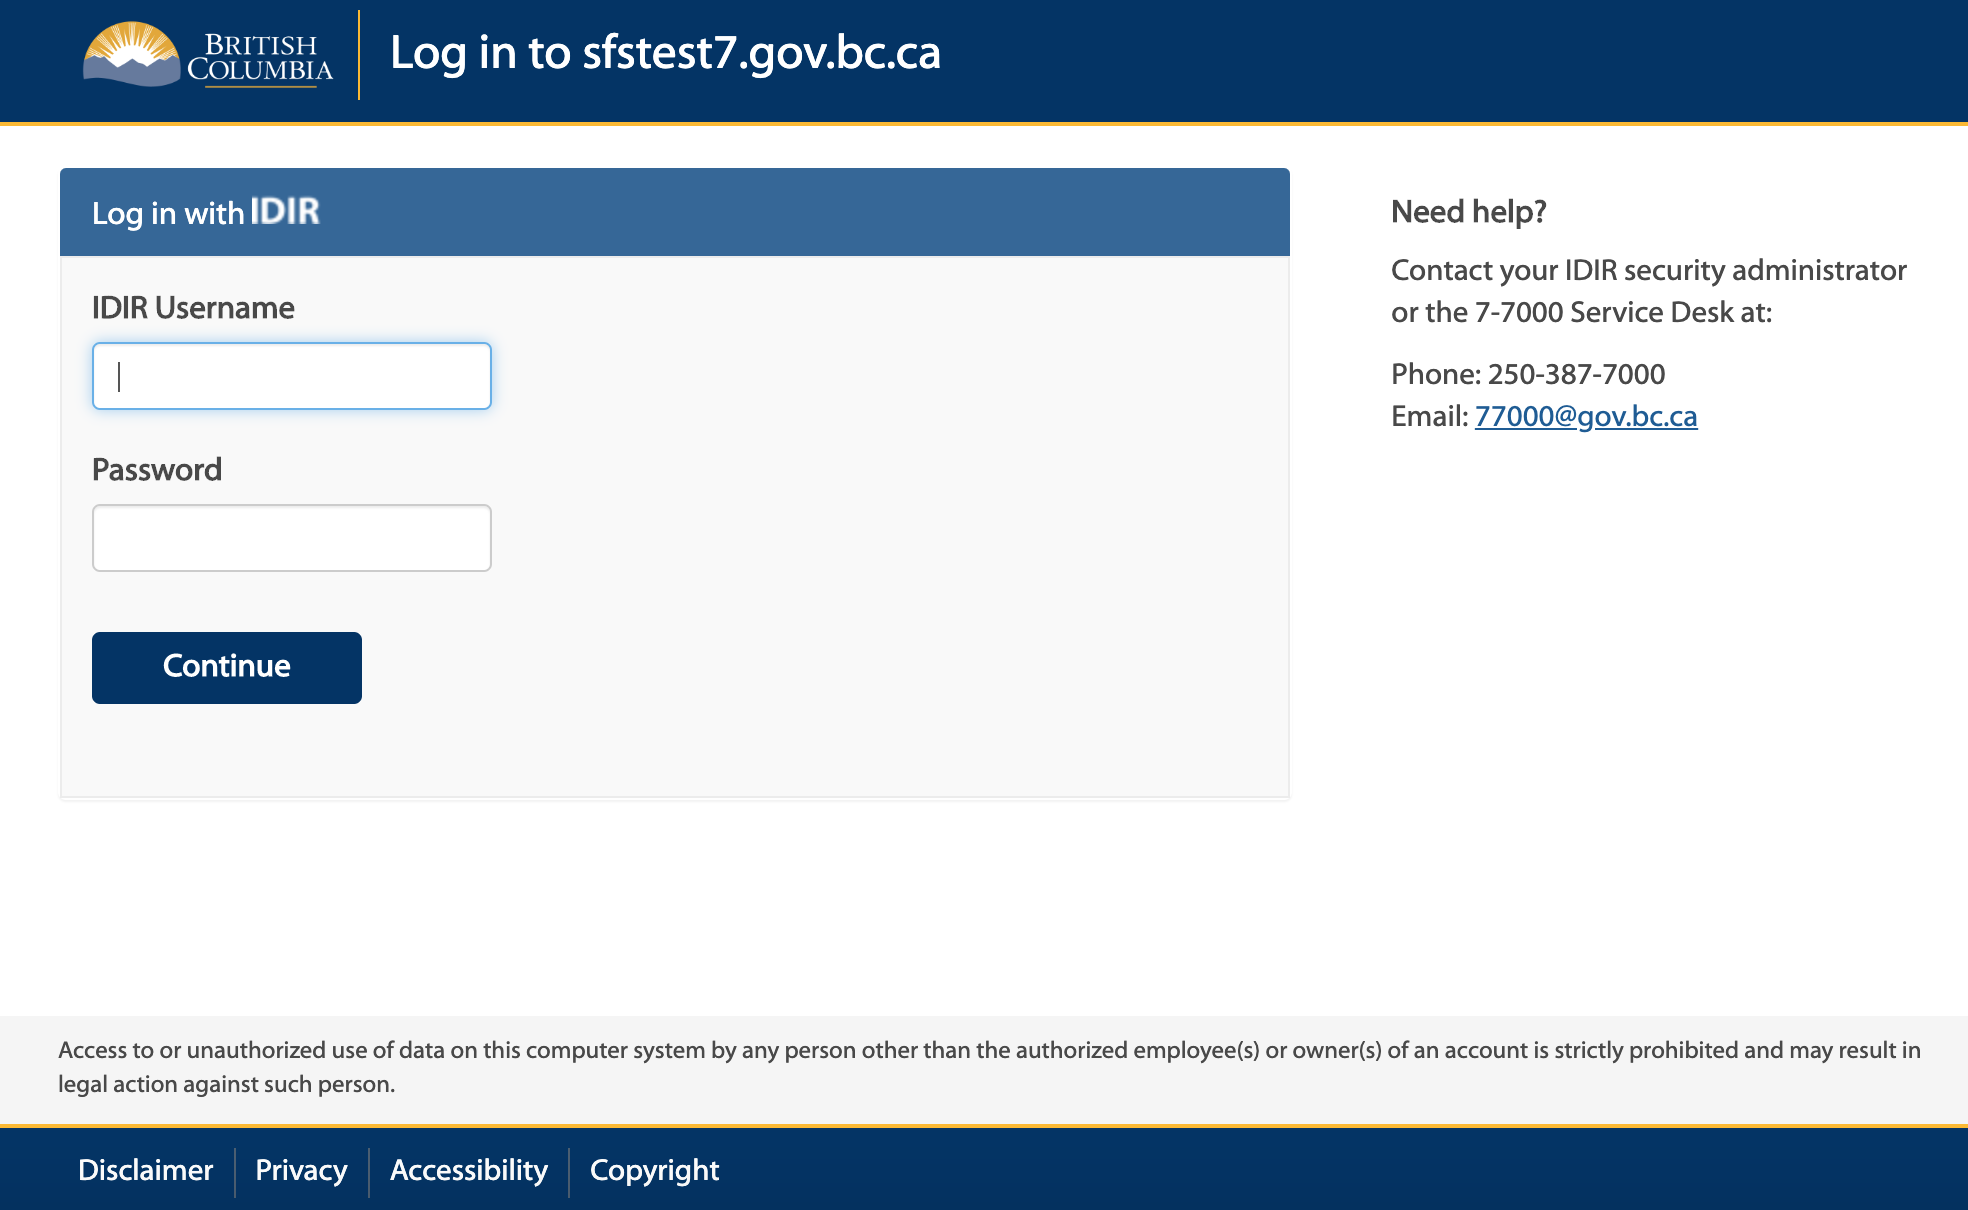 BRITISH
COLUMBIA
Log in to sfstest7.gov.bc.ca
Log in with IDIR
IDIR Username
Password
Continue
Need help?
Contact your IDIR security administrator
or the 7-7000 Service Desk at:
Phone: 250-387-7000
Email: 77000@gov.bc.ca
Access to or unauthorized use of data on this computer system by any person other than the authorized employee(s) or owner(s) of an account is strictly prohibited and may result in
legal action against such person.
Disclaimer Privacy Accessibility Copyright